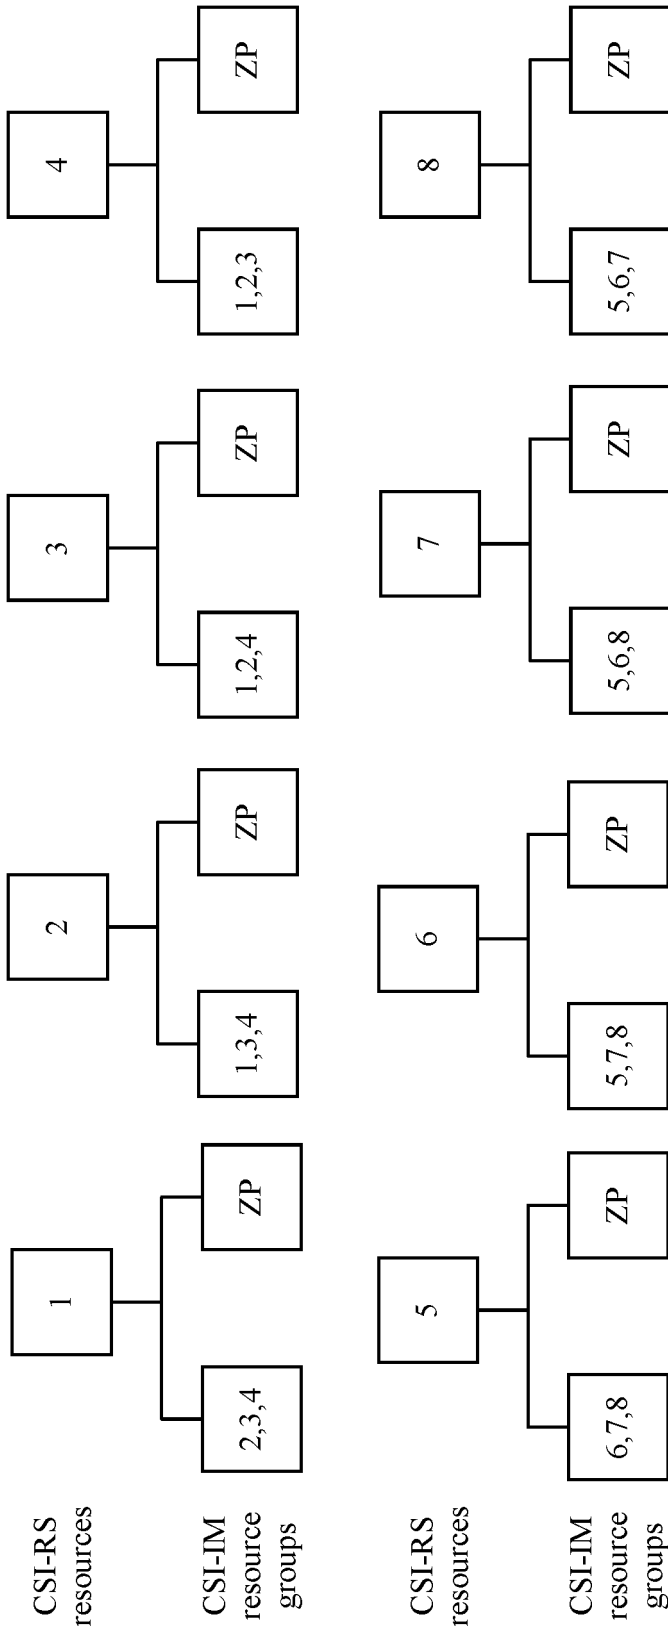 CSI-RS
resources
1
2
3
4
CSI-IM
resource
groups
2,3,4
ZP
1,3,4
ZP
1,2,4
ZP
1,2,3
ZP
CSI-RS
resources
5
6
7
8
CSI-IM
resource
groups
6,7,8
ZP
5,7,8
ZP
5,6,8
ZP
5,6,7
ZP